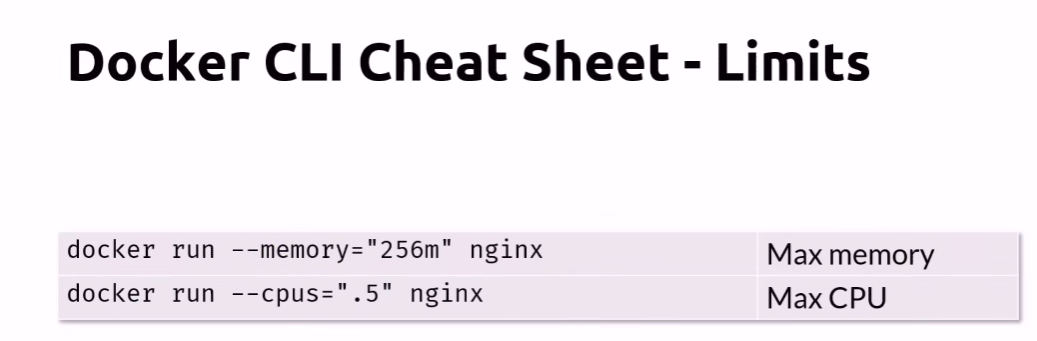 Docker CLI Cheat Sheet - Limits
docker run --memory="256m" nginx Max memory
docker run --cpus=".5" nginx Max CPU